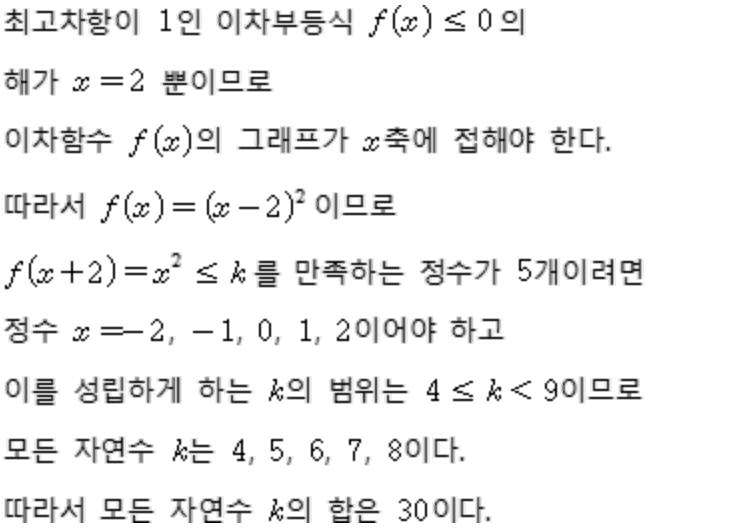 최고차항이 1인 이차부등식 f(x) ≤ 0의
해가 x = 2 뿐이므로
이차함수 f(x)의 그래프가 x축에 접해야 한다.
따라서 f(x) = (x − 2)² 이므로
f(x+2) = x² ≤ k를 만족하는 정수가 5개이려면
정수 x = −2, −1, 0, 1, 2이어야 하고
이를 성립하게 하는 k의 범위는 4 ≤ k < 9이므로
모든 자연수 k는 4, 5, 6, 7, 8이다.
따라서 모든 자연수 k의 합은 30이다.